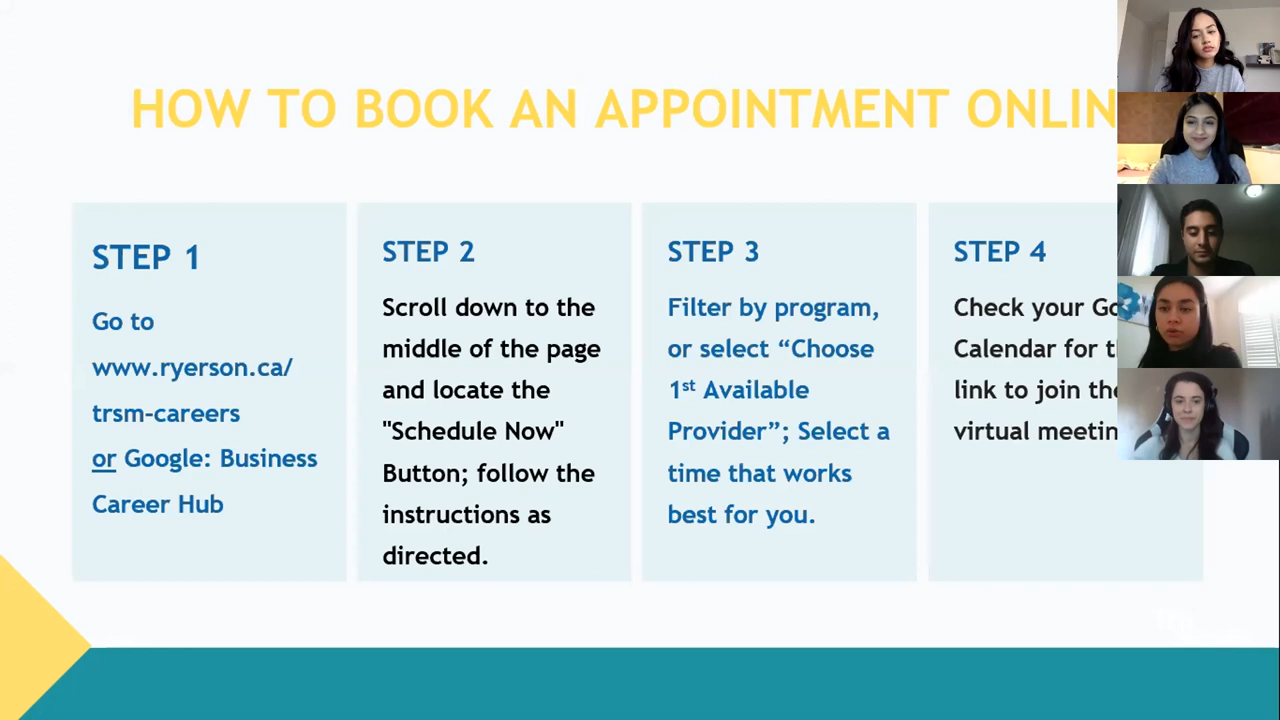 HOW TO BOOK AN APPOINTMENT
STEP 1
Go to
www.ryerson.ca/
trsm-careers
or Google: Business
Career Hub
STEP 2
Scroll down to the
middle of the page
and locate the
"Schedule Now"
Button; follow the
instructions as
directed.
STEP 3
Filter by program,
or select “Choose
1st Available
Provider”; Select a
time that works
best for you.
STEP 4
Check your
Calendar for
link to join
virtual